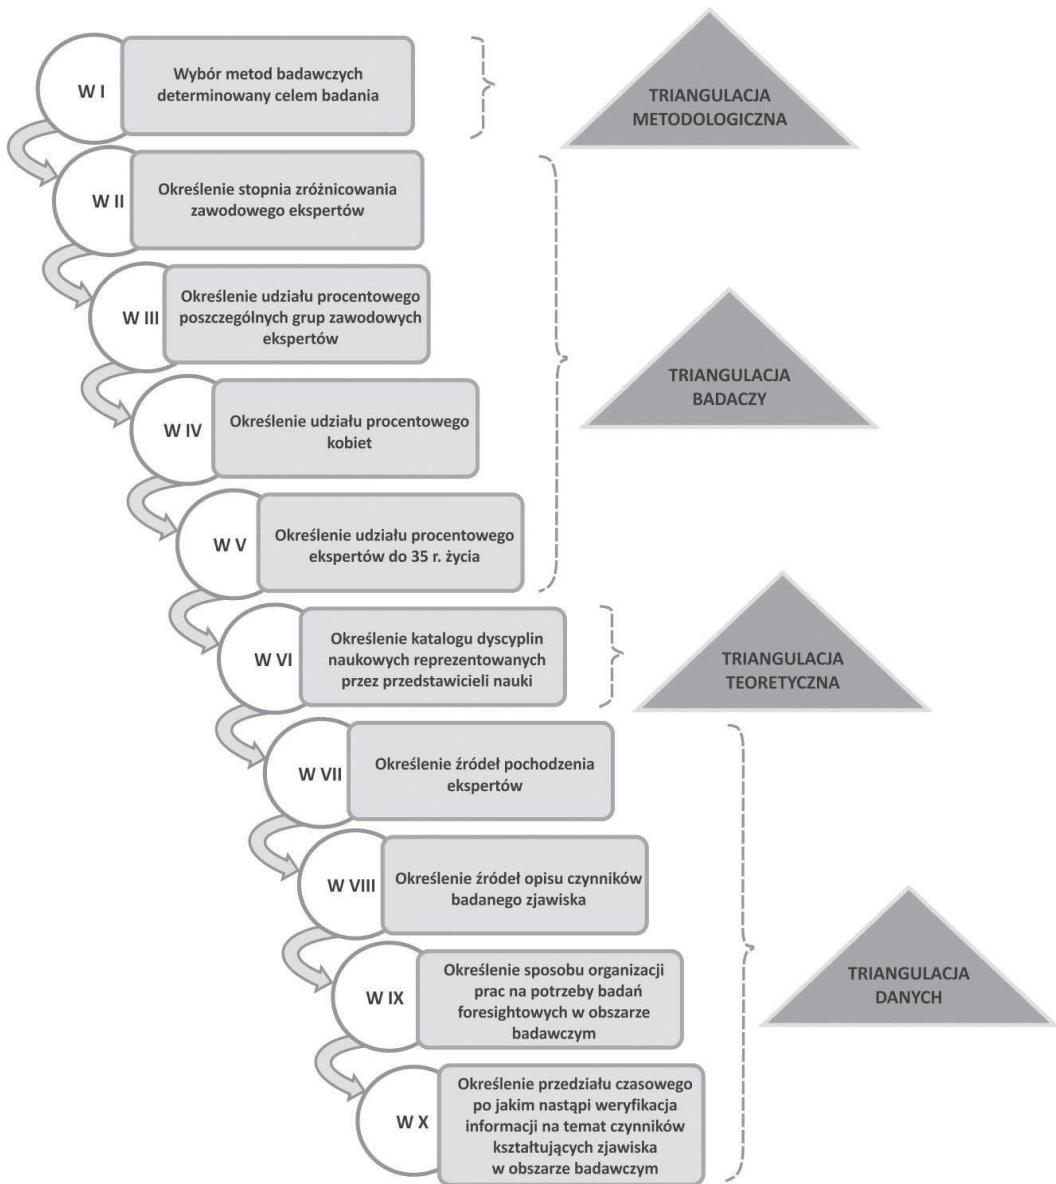 W I
Wybór metod badawczych
determinowany celem badania
TRIANGULACJA
METODOLOGICZNA
W II
Określenie stopnia zróżnicowania
zawodowego ekspertów
W III
Określenie udziału procentowego
poszczególnych grup zawodowych
ekspertów
W IV
Określenie udziału procentowego
kobiet
W V
Określenie udziału procentowego
ekspertów do 35 r. życia
TRIANGULACJA
BADACZY
W VI
Określenie katalogu dyscyplin
naukowych reprezentowanych
przez przedstawicieli nauki
TRIANGULACJA
TEORETYCZNA
W VII
Określenie źródeł pochodzenia
ekspertów
W VIII
Określenie źródeł opisu czynników
badanego zjawiska
W IX
Określenie sposobu organizacji
prac na potrzeby badań
foresightowych w obszarze
badawczym
W X
Określenie przedziału czasowego
po jakim nastąpi weryfikacja
informacji na temat czynników
kształtujących zjawiska
w obszarze badawczym
TRIANGULACJA
DANYCH